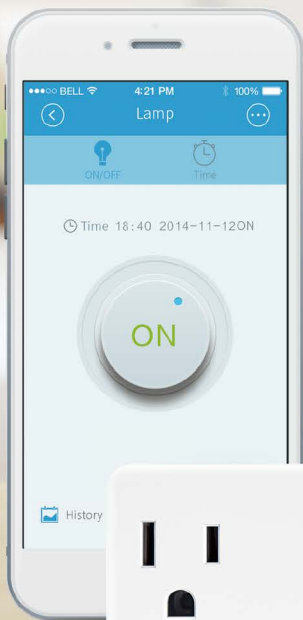 ●●●○○ BELL 4:21 PM 100%
Lamp
ON/OFF Time
Time 18:40 2014-11-12ON
ON
History